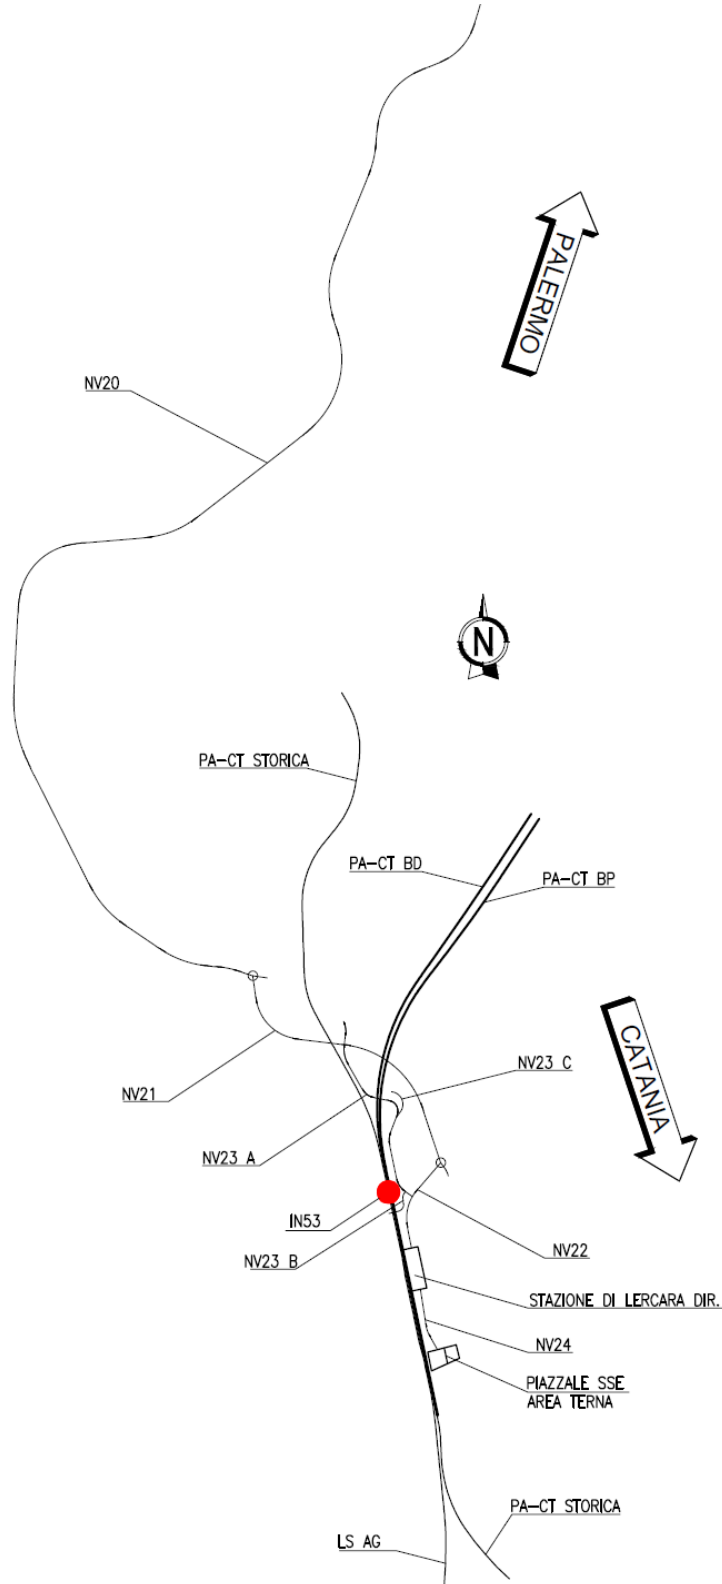 PALERMO
NV20
N
PA-CT STORICA
PA-CT BD
PA-CT BP
CATANIA
NV23 C
NV21
NV23 A
IN53
NV23 B
NV22
STAZIONE DI LERCARA DIR.
NV24
PIAZZALE SSE
AREA TERNA
PA-CT STORICA
LS AG